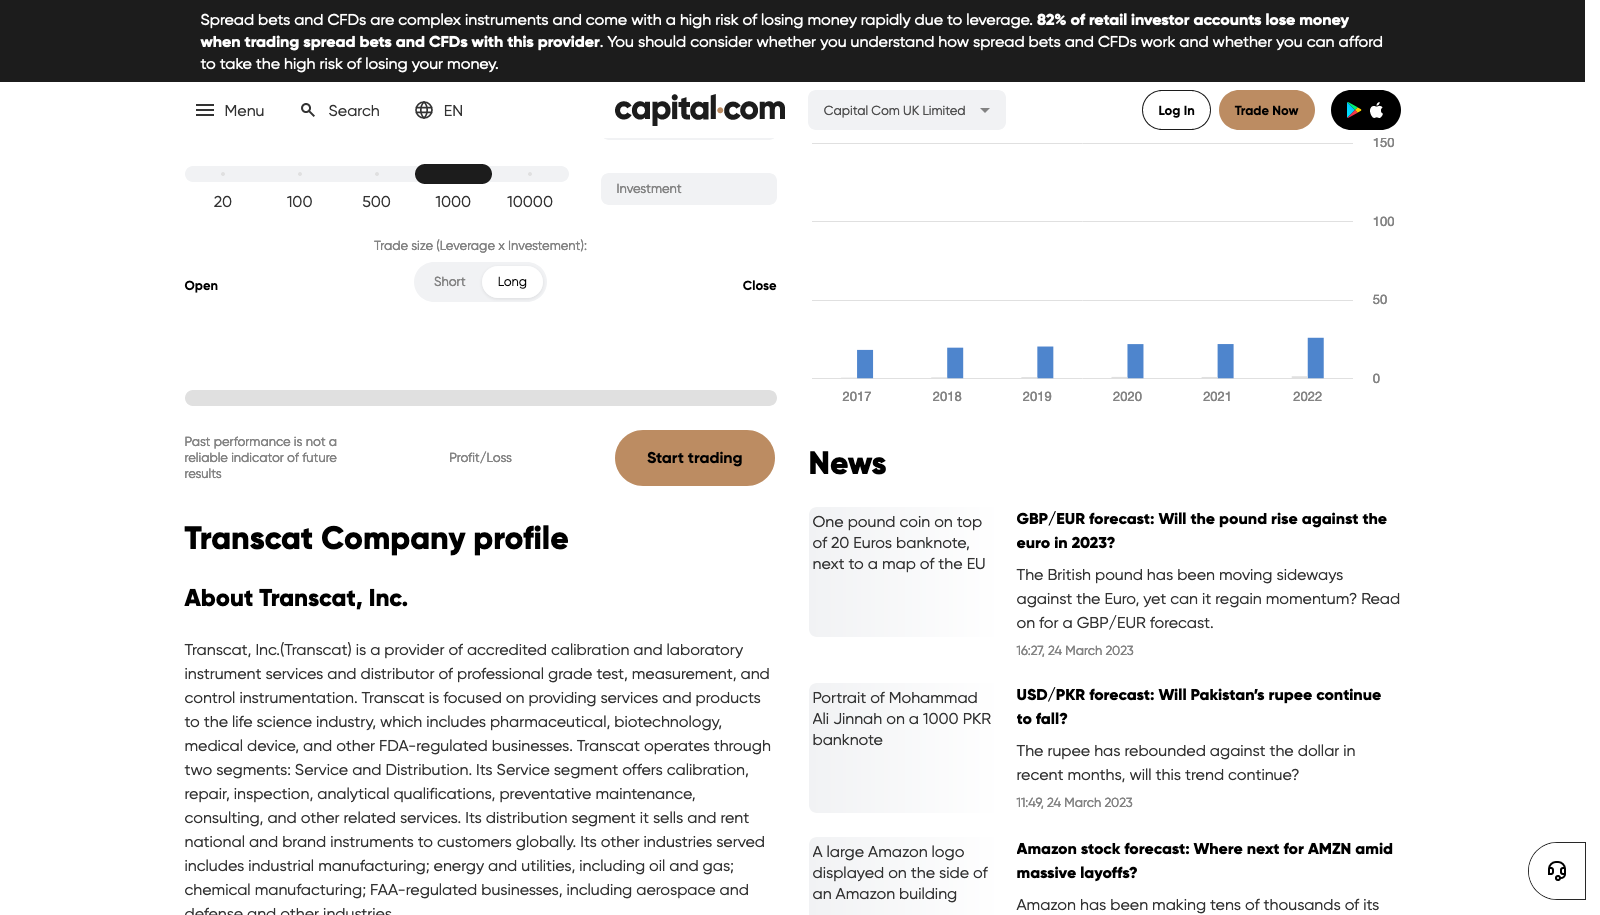 Spread bets and CFDs are complex instruments and come with a high risk of losing money rapidly due to leverage. 82% of retail investor accounts lose money
when trading spread bets and CFDs with this provider. You should consider whether you understand how spread bets and CFDs work and whether you can afford
to take the high risk of losing your money.
Menu
Search
EN
capital.com
Capital Com UK Limited
Log In
Trade Now
20
100
500
1000
10000
Investment
Trade size (Leverage x Investement):
Open
Short
Long
Close
Past performance is not a
reliable indicator of future
results
Profit/Loss
Start trading
Transcat Company profile
About Transcat, Inc.
Transcat, Inc.(Transcat) is a provider of accredited calibration and laboratory
instrument services and distributor of professional grade test, measurement, and
control instrumentation. Transcat is focused on providing services and products
to the life science industry, which includes pharmaceutical, biotechnology,
medical device, and other FDA-regulated businesses. Transcat operates through
two segments: Service and Distribution. Its Service segment offers calibration,
repair, inspection, analytical qualifications, preventative maintenance,
consulting, and other related services. Its distribution segment it sells and rent
national and brand instruments to customers globally. Its other industries served
includes industrial manufacturing; energy and utilities, including oil and gas;
chemical manufacturing; FAA-regulated businesses, including aerospace and
defense and other industries.
150
100
50
0
2017
2018
2019
2020
2021
2022
News
One pound coin on top
of 20 Euros banknote,
next to a map of the EU
GBP/EUR forecast: Will the pound rise against the
euro in 2023?
The British pound has been moving sideways
against the Euro, yet can it regain momentum? Read
on for a GBP/EUR forecast.
16:27, 24 March 2023
Portrait of Mohammad
Ali Jinnah on a 1000 PKR
banknote
USD/PKR forecast: Will Pakistan's rupee continue
to fall?
The rupee has rebounded against the dollar in
recent months, will this trend continue?
11:49, 24 March 2023
A large Amazon logo
displayed on the side of
an Amazon building
Amazon stock forecast: Where next for AMZN amid
massive layoffs?
Amazon has been making tens of thousands of its